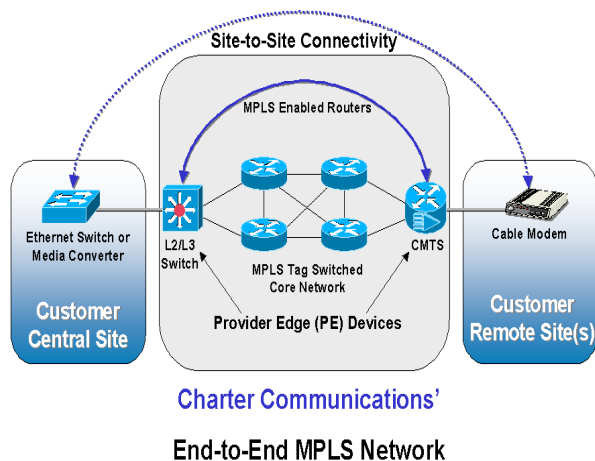 Site-to-Site Connectivity
MPLS Enabled Routers
Ethernet Switch or
Media Converter
L2/L3
Switch
CMTS
Cable Modem
MPLS Tag Switched
Core Network
Customer
Central Site
Provider Edge (PE) Devices
Customer
Remote Site(s)
Charter Communications’
End-to-End MPLS Network